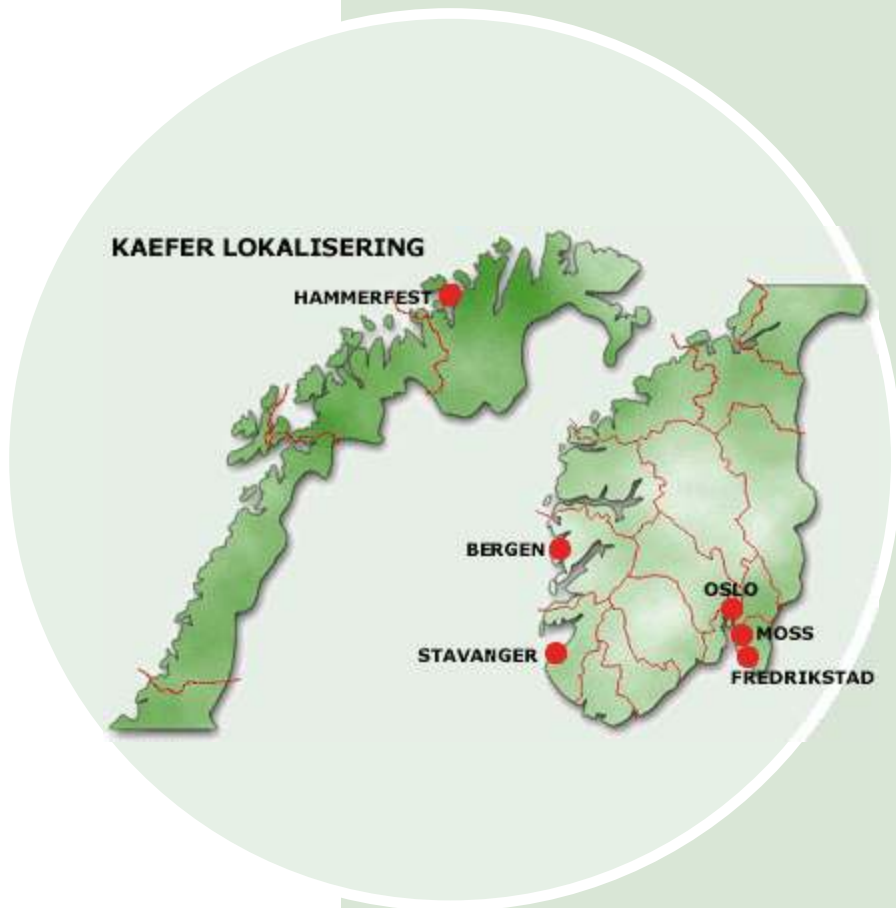 KAEFER LOKALISERING
HAMMERFEST
BERGEN
OSLO
MOSS
STAVANGER
FREDRIKSTAD